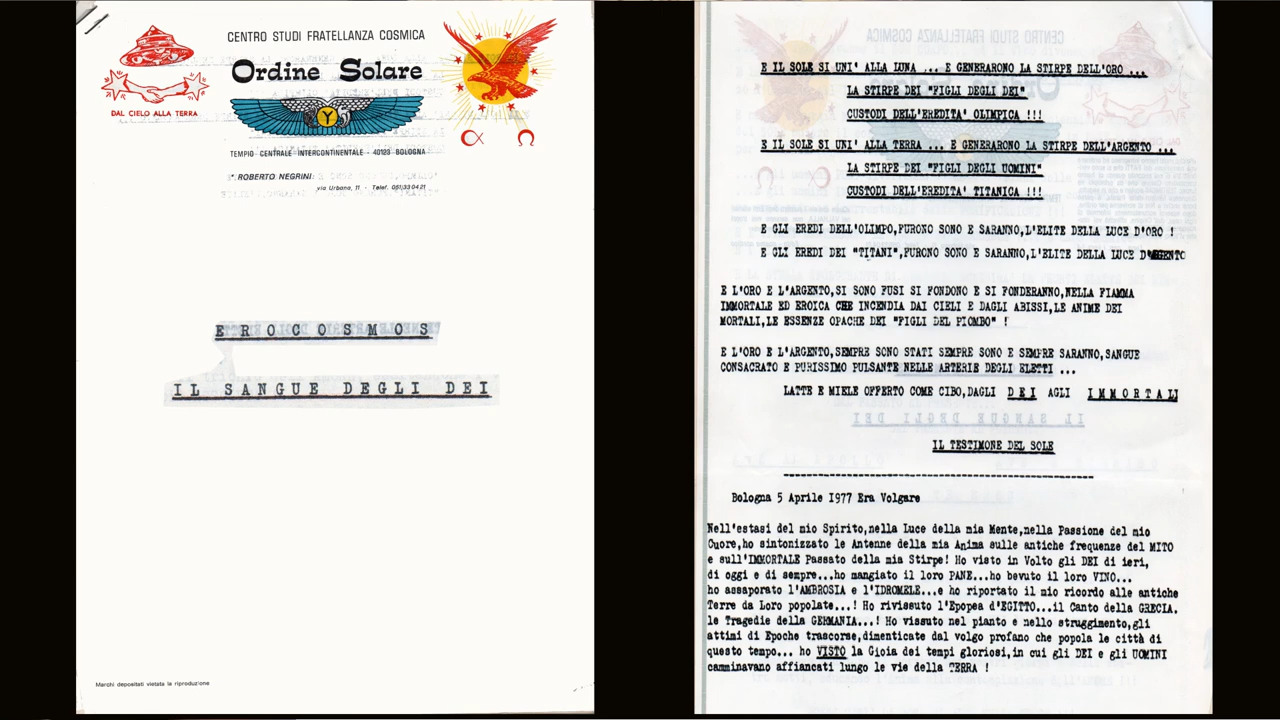 CENTRO STUDI FRATELLANZA COSMICA
Ordine Solare
DAL CIELO ALLA TERRA
Y
α Ω
TEMPIO CENTRALE INTERCONTINENTALE - 40123 BOLOGNA
ROBERTO NEGRINI
via Urbana, 11 - Telef. 051/330421
E R O C O S M O S
IL SANGUE DEGLI DEI
Marchi depositati vietata la riproduzione
E IL SOLE SI UNI' ALLA LUNA ... E GENERARONO LA STIRPE DELL'ORO ...
LA STIRPE DEI "FIGLI DEGLI DEI"
CUSTODI DELL'EREDITA' OLIMPICA !!!
E IL SOLE SI UNI' ALLA TERRA ... E GENERARONO LA STIRPE DELL'ARGENTO ...
LA STIRPE DEI "FIGLI DEGLI UOMINI"
CUSTODI DELL'EREDITA' TITANICA !!!
E GLI EREDI DELL'OLIMPO,FURONO SONO E SARANNO,L'ELITE DELLA LUCE D'ORO !
E GLI EREDI DEI "TITANI",FURONO SONO E SARANNO,L'ELITE DELLA LUCE D'ARGENTO
E L'ORO E L'ARGENTO,SI SONO FUSI SI FONDONO E SI FONDERANNO,NELLA FIAMMA
IMMORTALE ED EROICA CHE INCENDIA DAI CIELI E DAGLI ABISSI,LE ANIME DEI
MORTALI,LE ESSENZE OPACHE DEI "FIGLI DEL PIOMBO" !
E L'ORO E L'ARGENTO,SEMPRE SONO STATI SEMPRE SONO E SEMPRE SARANNO,SANGUE
CONSACRATO E PURISSIMO PULSANTE NELLE ARTERIE DEGLI ELETTI ...
LATTE E MIELE OFFERTO COME CIBO,DAGLI D E I AGLI I M M O R T A L I
IL TESTIMONE DEL SOLE
Bologna 5 Aprile 1977 Era Volgare
Nell'estasi del mio Spirito,nella Luce della mia Mente,nella Passione del mio
Cuore,ho sintonizzato le Antenne della mia Anima sulle antiche frequenze del MITO
e sull'IMMORTALE Passato della mia Stirpe! Ho visto in Volto gli DEI di ieri,
di oggi e di sempre...ho mangiato il loro PANE...ho bevuto il loro VINO...
ho assaporato l'AMBROSIA e l'IDROMELE...e ho riportato il mio ricordo alle antiche
Terre da Loro popolate...! Ho rivissuto l'Epopea d'EGITTO...il Canto della GRECIA.
le Tragedie della GERMANIA...! Ho vissuto nel pianto e nello struggimento,gli
attimi di Epoche trascorse,dimenticate dal volgo profano che popola le città di
questo tempo... ho VISTO la Gioia dei tempi gloriosi,in cui gli DEI e gli UOMINI
camminavano affiancati lungo le vie della TERRA !